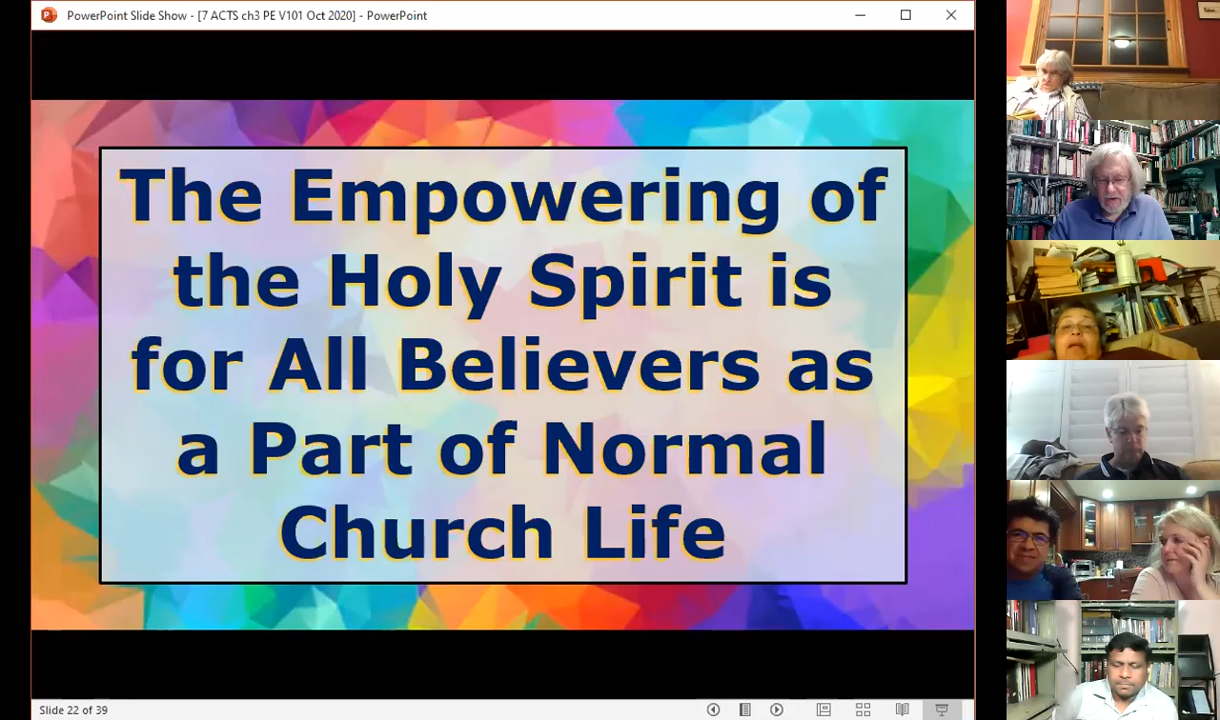 PowerPoint Slide Show - [7 ACTS ch3 PE V101 Oct 2020] - PowerPoint
The Empowering of
the Holy Spirit is
for All Believers as
a Part of Normal
Church Life
Slide 22 of 39